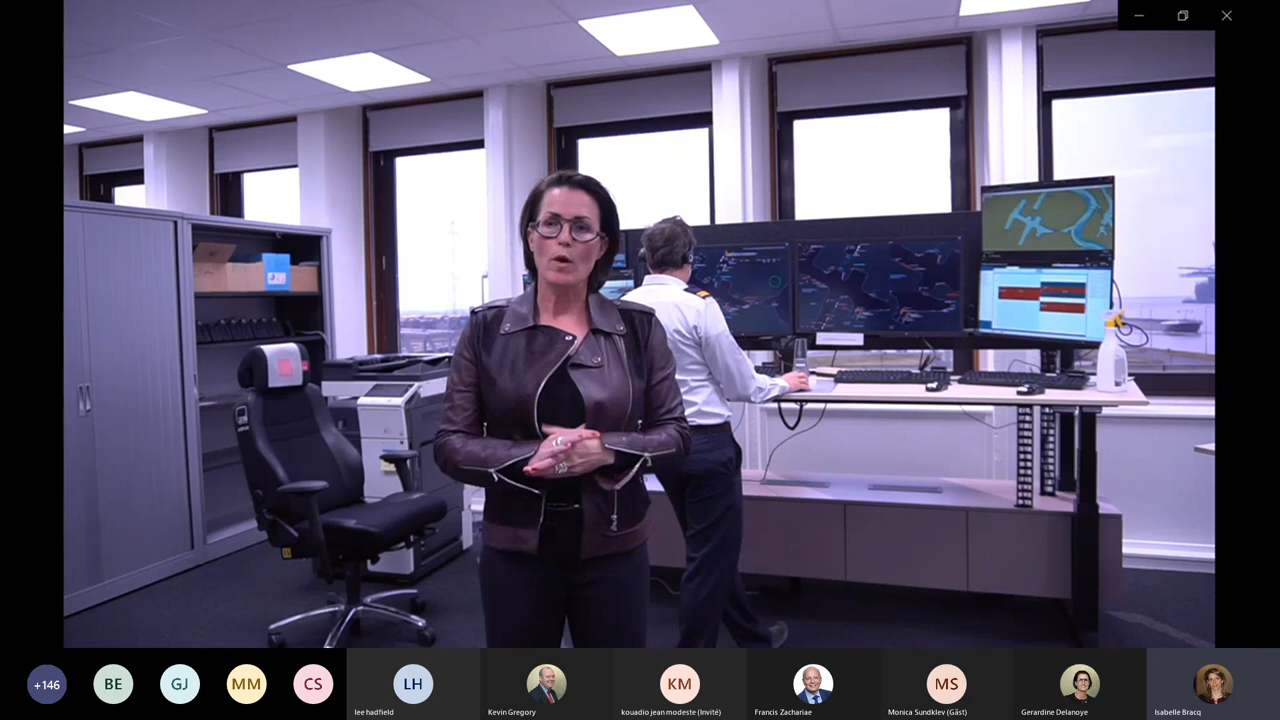 +146
BE
GJ
MM
CS
LH
KM
MS
lee hadfield
Kevin Gregory
kouadio jean modeste (Invité)
Francis Zachariae
Monica Sundklev (Gäst)
Gerardine Delanoye
Isabelle Bracq